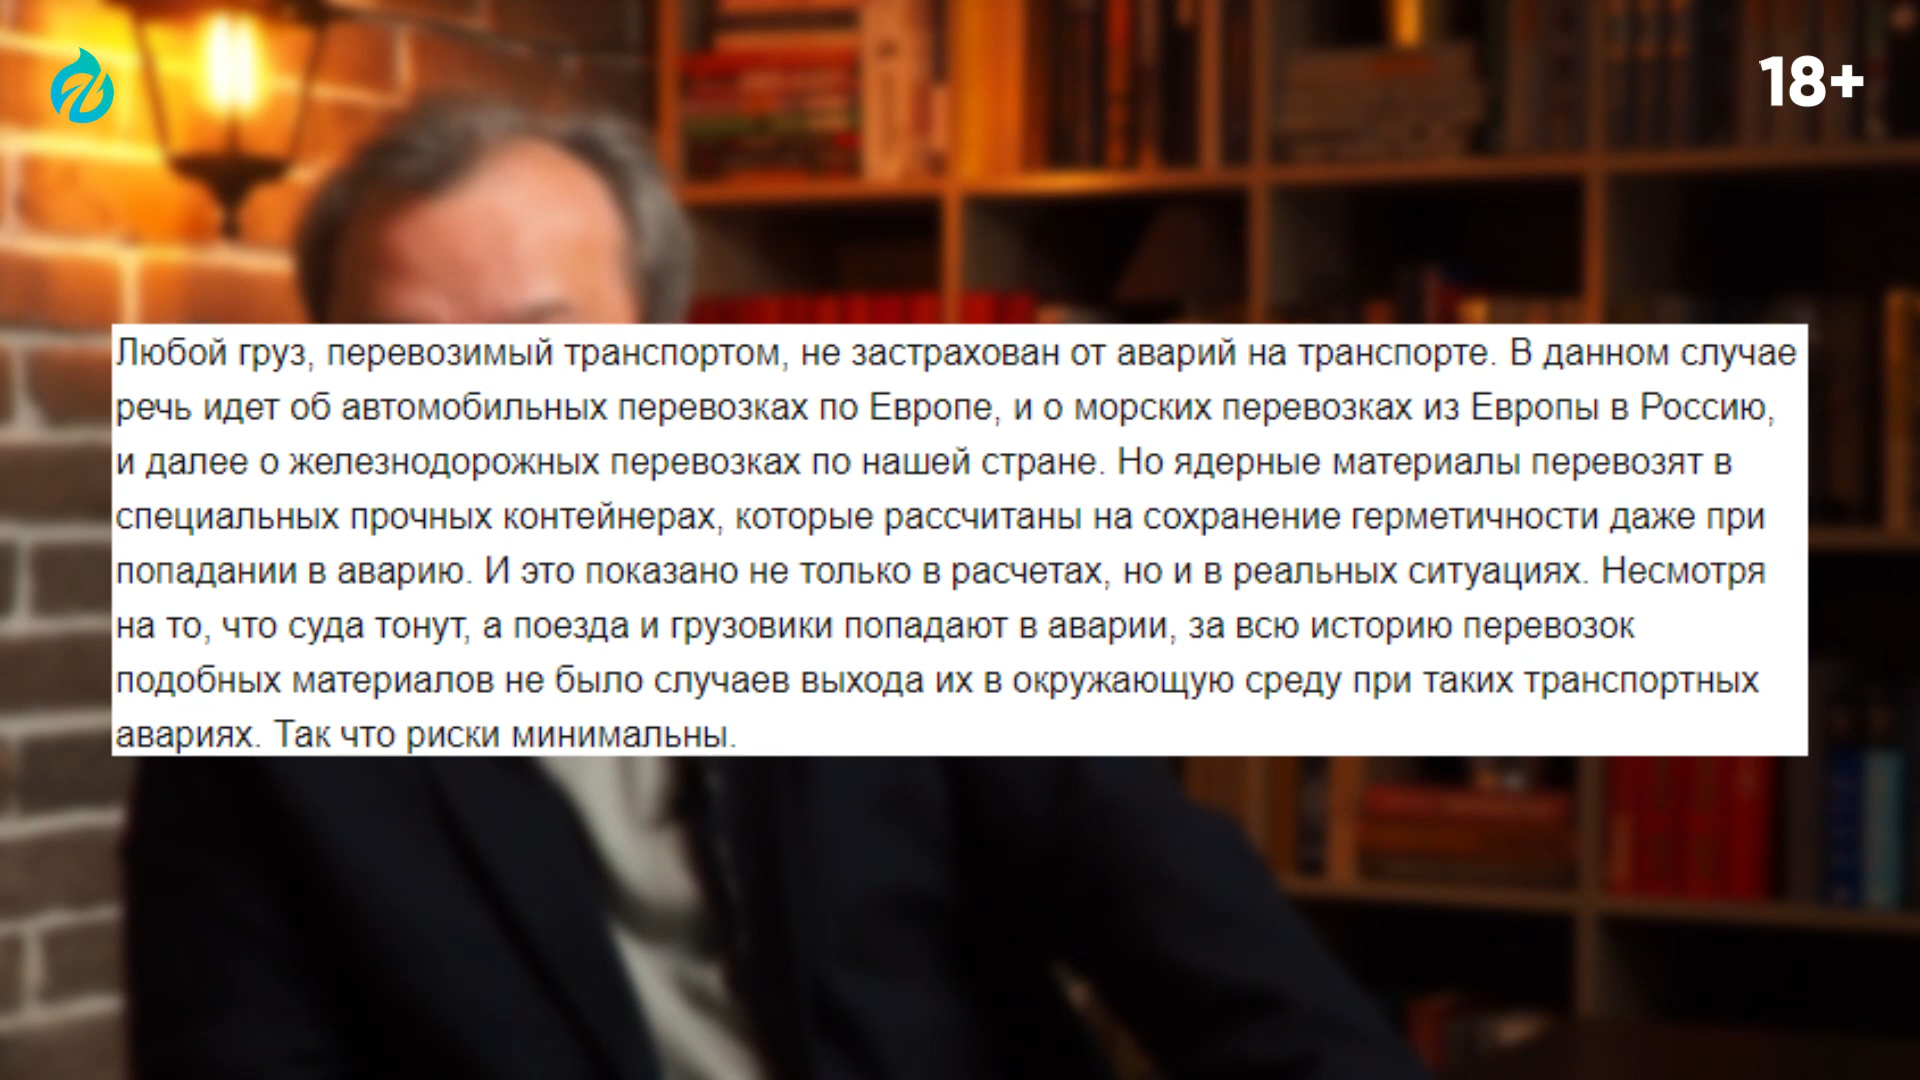 18+
Любой груз, перевозимый транспортом, не застрахован от аварий на транспорте. В данном случае
речь идет об автомобильных перевозках по Европе, и о морских перевозках из Европы в Россию,
и далее о железнодорожных перевозках по нашей стране. Но ядерные материалы перевозят в
специальных прочных контейнерах, которые рассчитаны на сохранение герметичности даже при
попадании в аварию. И это показано не только в расчетах, но и в реальных ситуациях. Несмотря
на то, что суда тонут, а поезда и грузовики попадают в аварии, за всю историю перевозок
подобных материалов не было случаев выхода их в окружающую среду при таких транспортных
авариях. Так что риски минимальны.